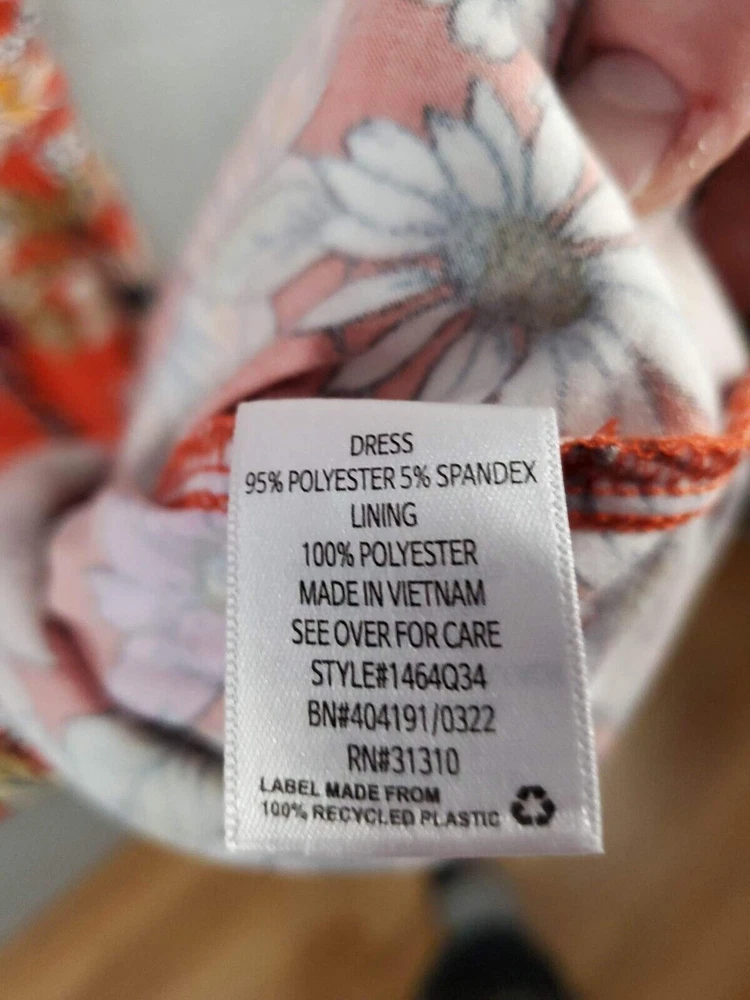 DRESS
95% POLYESTER 5% SPANDEX
LINING
100% POLYESTER
MADE IN VIETNAM
SEE OVER FOR CARE
STYLE#1464Q34
BN#404191/0322
RN#31310
LABEL MADE FROM
100% RECYCLED PLASTIC